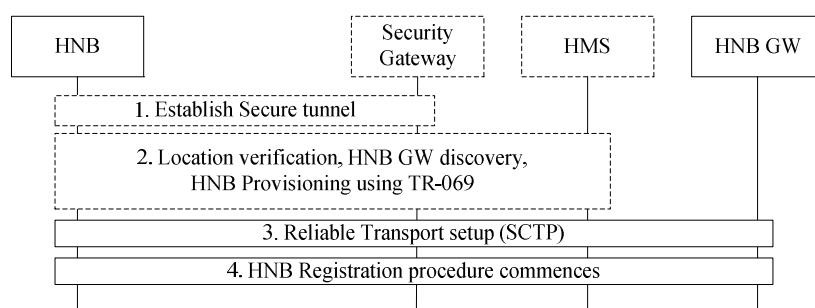 HNB
Security
Gateway
HMS
HNB GW
1. Establish Secure tunnel
2. Location verification, HNB GW discovery,
HNB Provisioning using TR-069
3. Reliable Transport setup (SCTP)
4. HNB Registration procedure commences